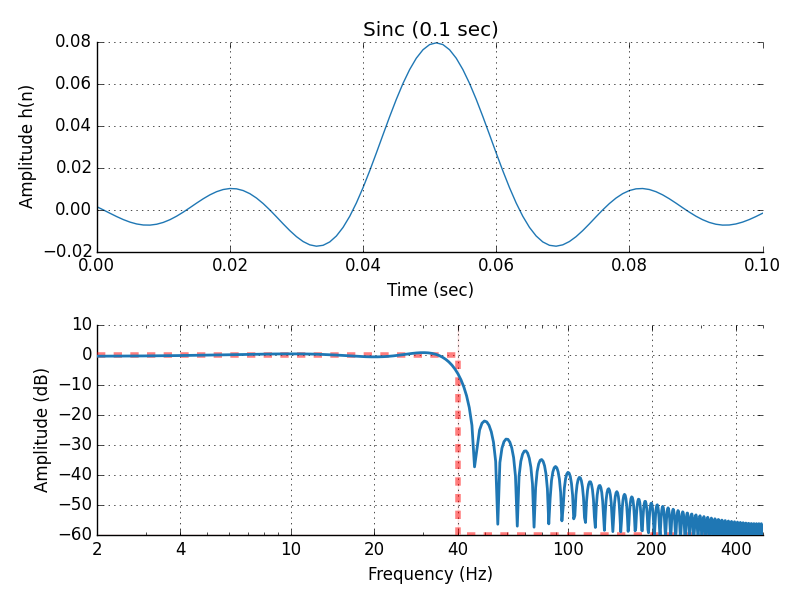 Sinc (0.1 sec)
Amplitude h(n)
0.08
0.06
0.04
0.02
0.00
−0.02
0.00 0.02 0.04 0.06 0.08 0.10
Time (sec)
Amplitude (dB)
10
0
−10
−20
−30
−40
−50
−60
2 4 10 20 40 100 200 400
Frequency (Hz)